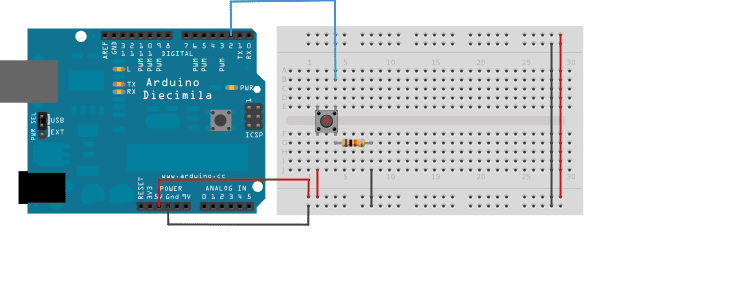 AREF
GND
13
12
11
10
9
8
7
6
5
4
3
2
1
0
PWM
PWM
PWM
PWM
PWM
PWM
TX
RX
DIGITAL
L
TX
RX
Arduino
Diecimila
PWR
1
ICSP
PWR SEL
USB
EXT
www.arduino.cc
RESET
3V3
5V
Gnd
9V
POWER
ANALOG IN
0 1 2 3 4 5
1 5 10 15 20 25 30
A
B
C
D
E
F
G
H
I
J
1 5 10 15 20 25 30